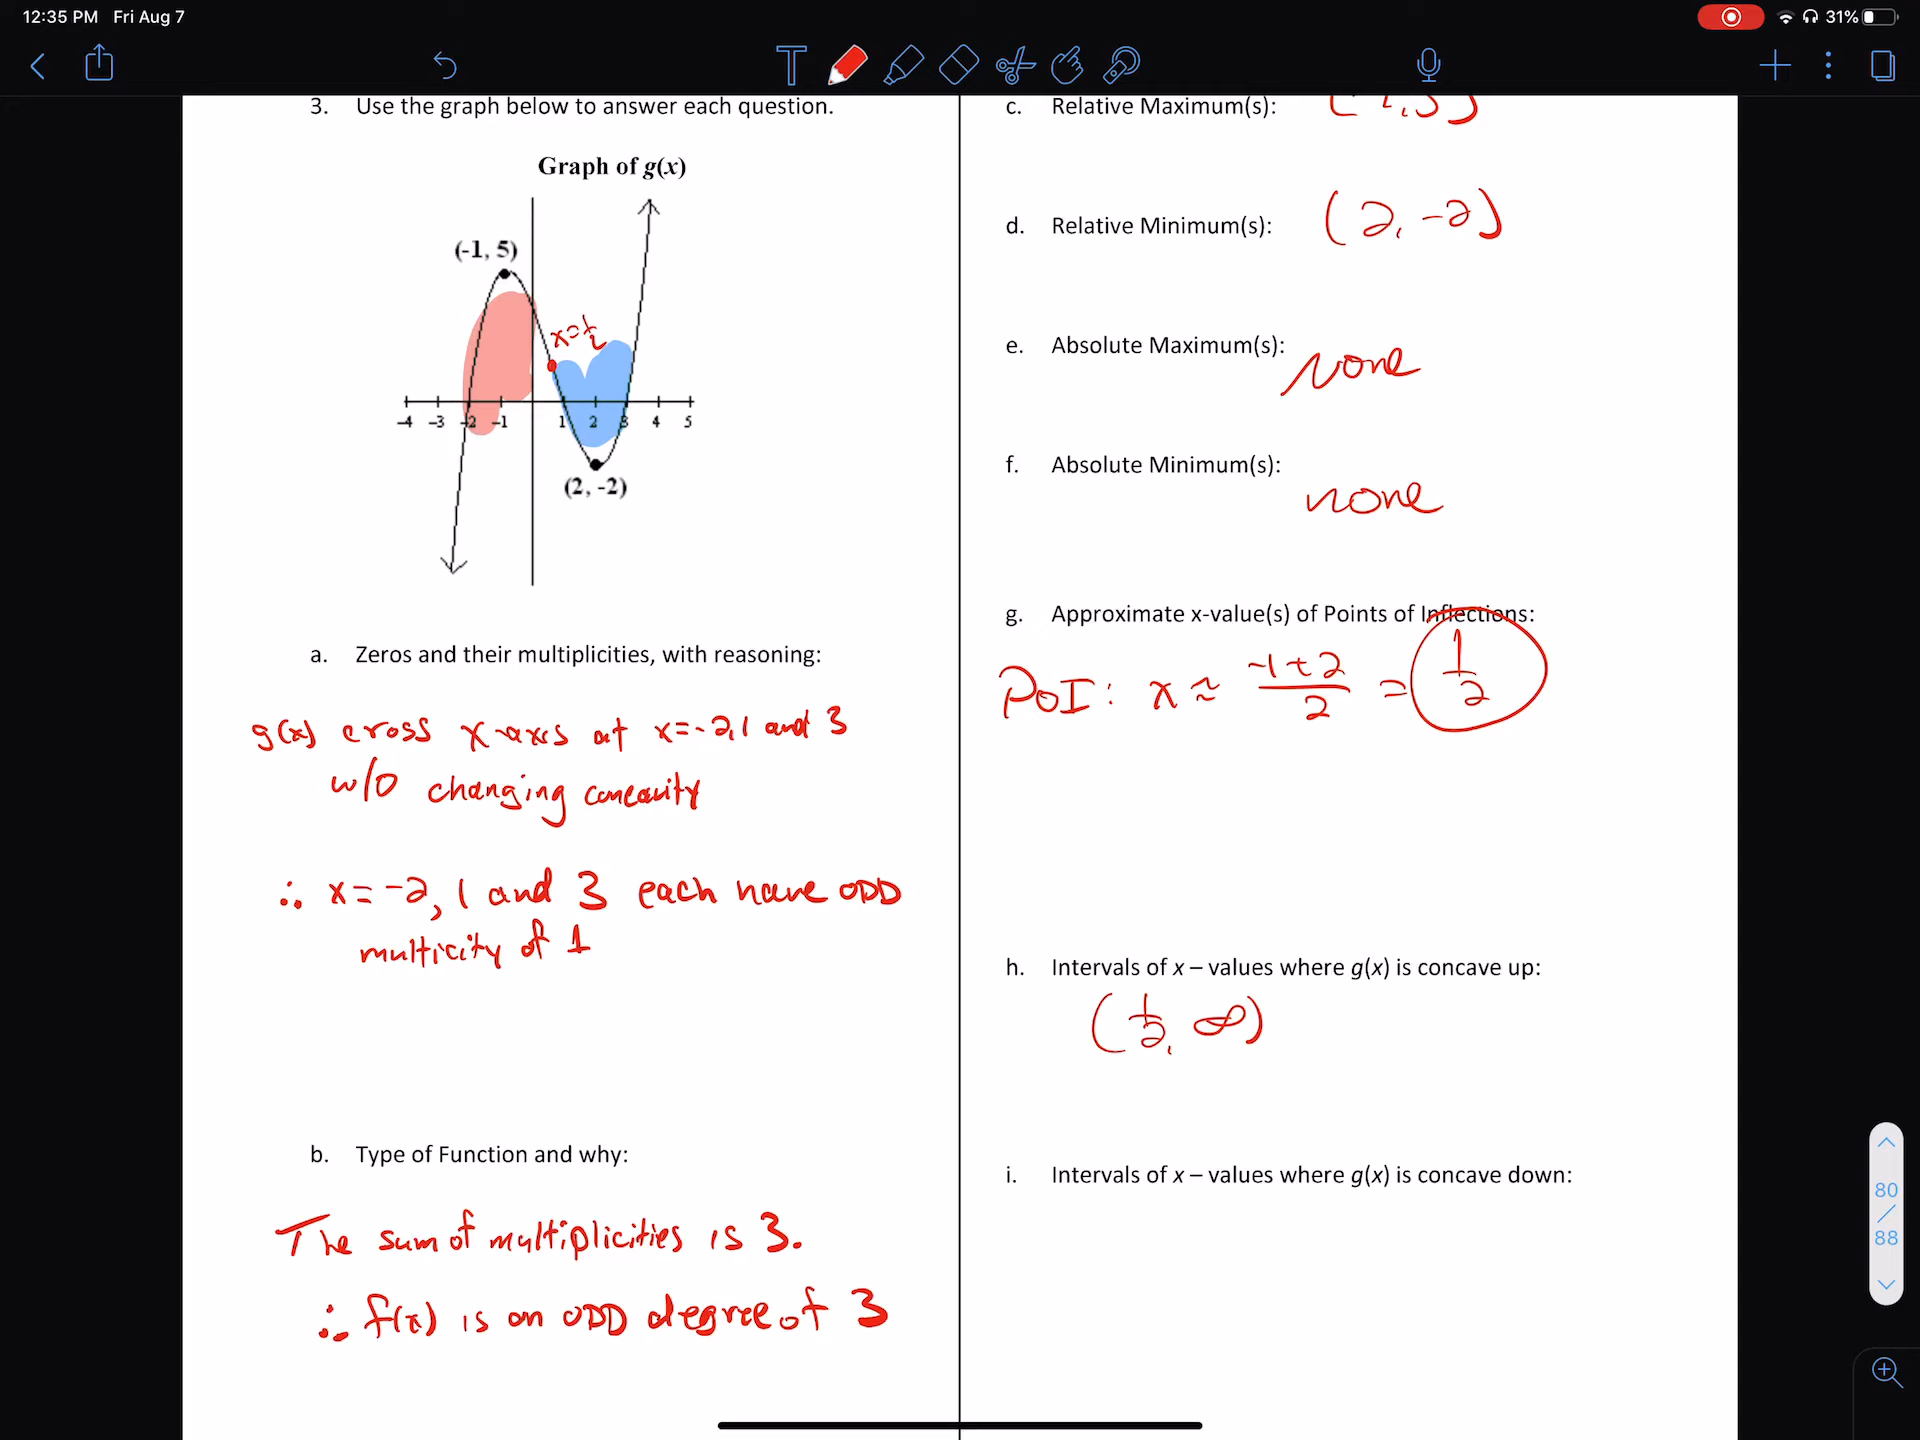 12:35 PM Fri Aug 7
31%
3. Use the graph below to answer each question.
Graph of g(x)
(-1, 5)
x=½
-4 -3 -2 -1 1 2 3 4 5
(2, -2)
a. Zeros and their multiplicities, with reasoning:
g(x) cross x-axis at x=-2,1 and 3
w/o changing concavity
∴ x=-2, 1 and 3 each have ODD
multicity of 1
b. Type of Function and why:
The sum of multiplicities is 3.
∴ f(x) is an ODD degree of 3
c. Relative Maximum(s):
d. Relative Minimum(s): (2, -2)
e. Absolute Maximum(s): none
f. Absolute Minimum(s): none
g. Approximate x-value(s) of Points of Inflections:
POI: x ≈ (-1+2)/2 = 1/2
h. Intervals of x – values where g(x) is concave up:
(½, ∞)
i. Intervals of x – values where g(x) is concave down:
80
/
88